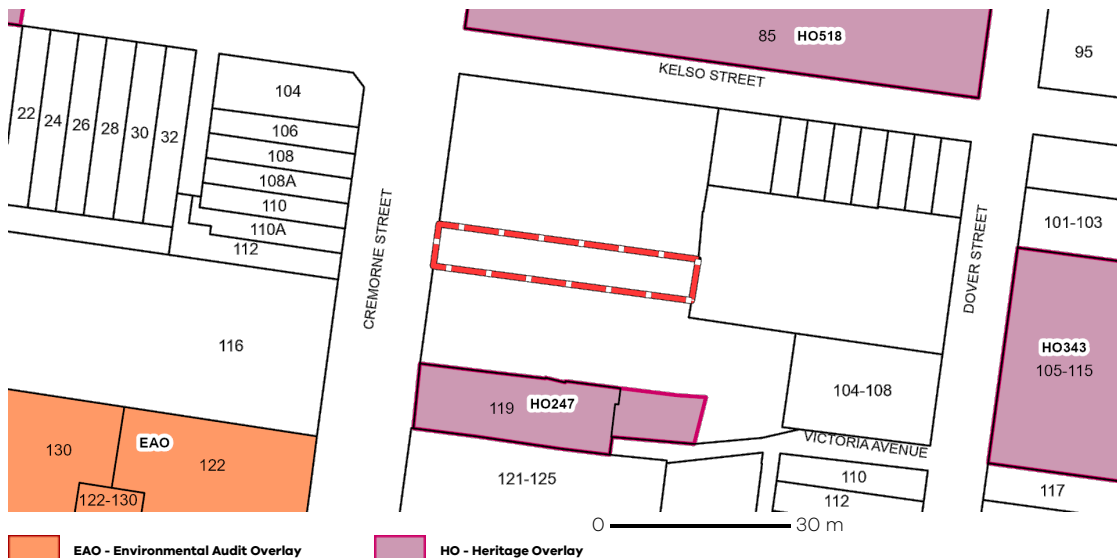 85 HO518
95
KELSO STREET
104
22
24
26
28
30
32
106
108
108A
110
110A
112
101-103
CREMORNE STREET
DOVER STREET
116
HO343
105-115
104-108
119 HO247
VICTORIA AVENUE
EAO
130
122
122-130
121-125
110
112
117
0 30 m
EAO - Environmental Audit Overlay
HO - Heritage Overlay